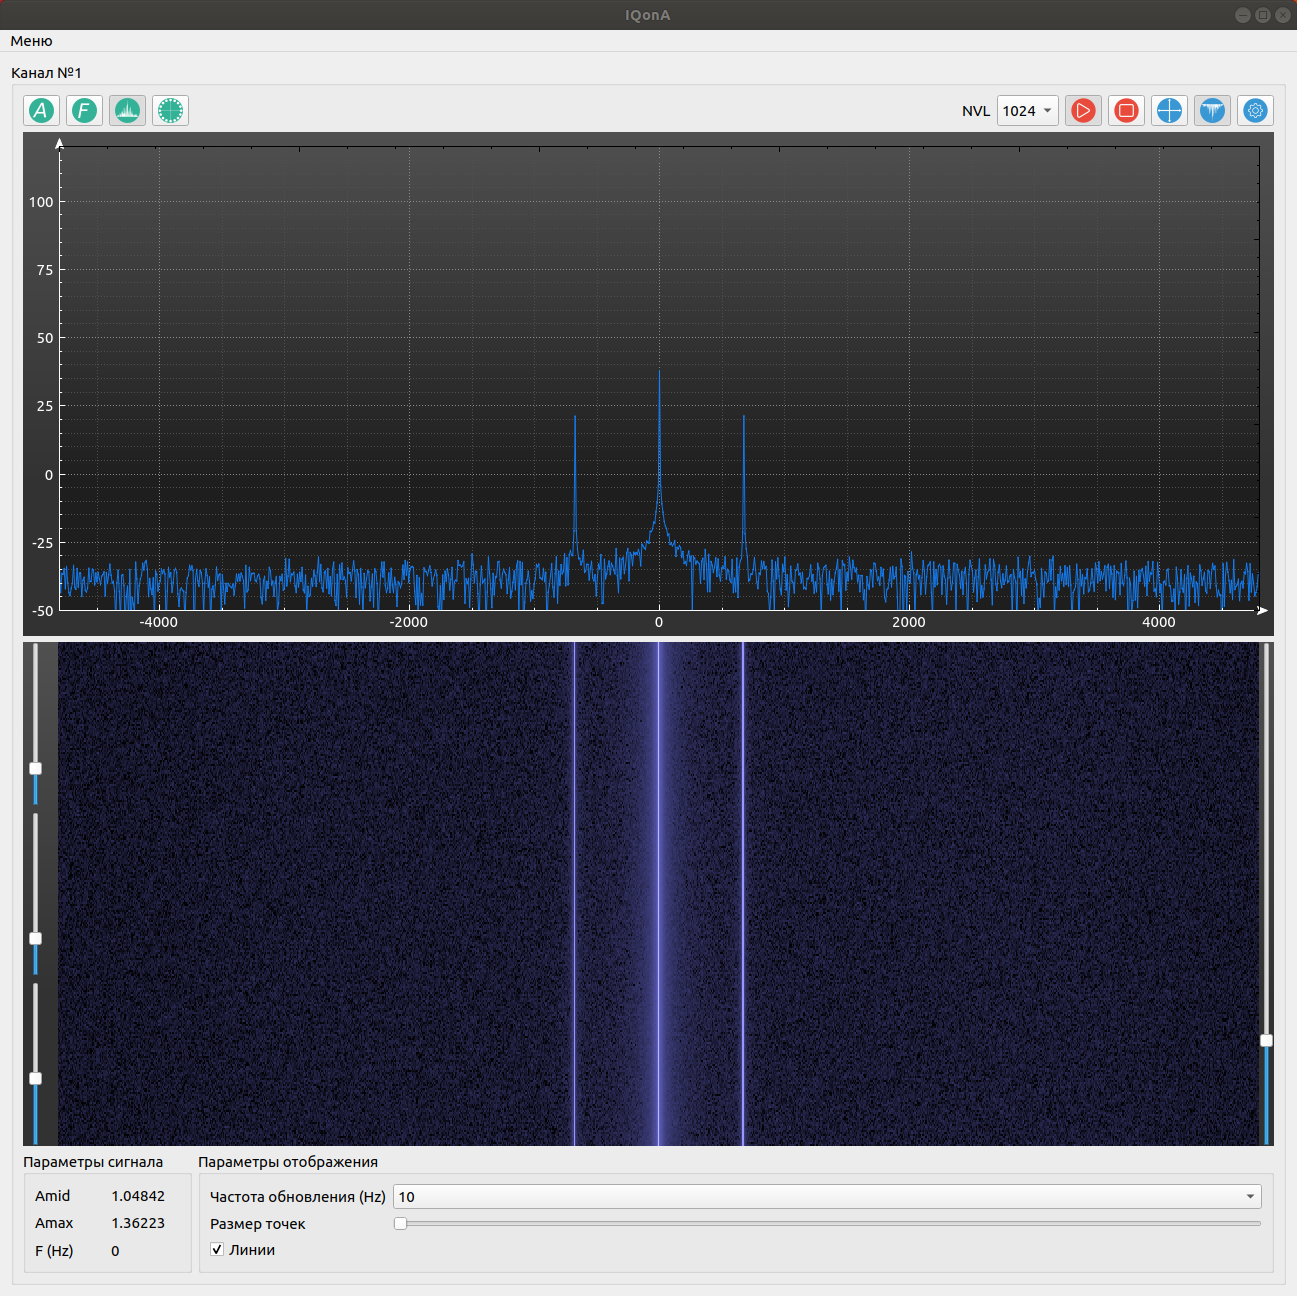 IQonA
Меню
Канал №1
A F NVL 1024
100
75
50
25
0
-25
-50
-4000 -2000 0 2000 4000
Параметры сигнала Параметры отображения
Amid 1.04842 Частота обновления (Hz) 10
Amax 1.36223 Размер точек
F (Hz) 0 Линии